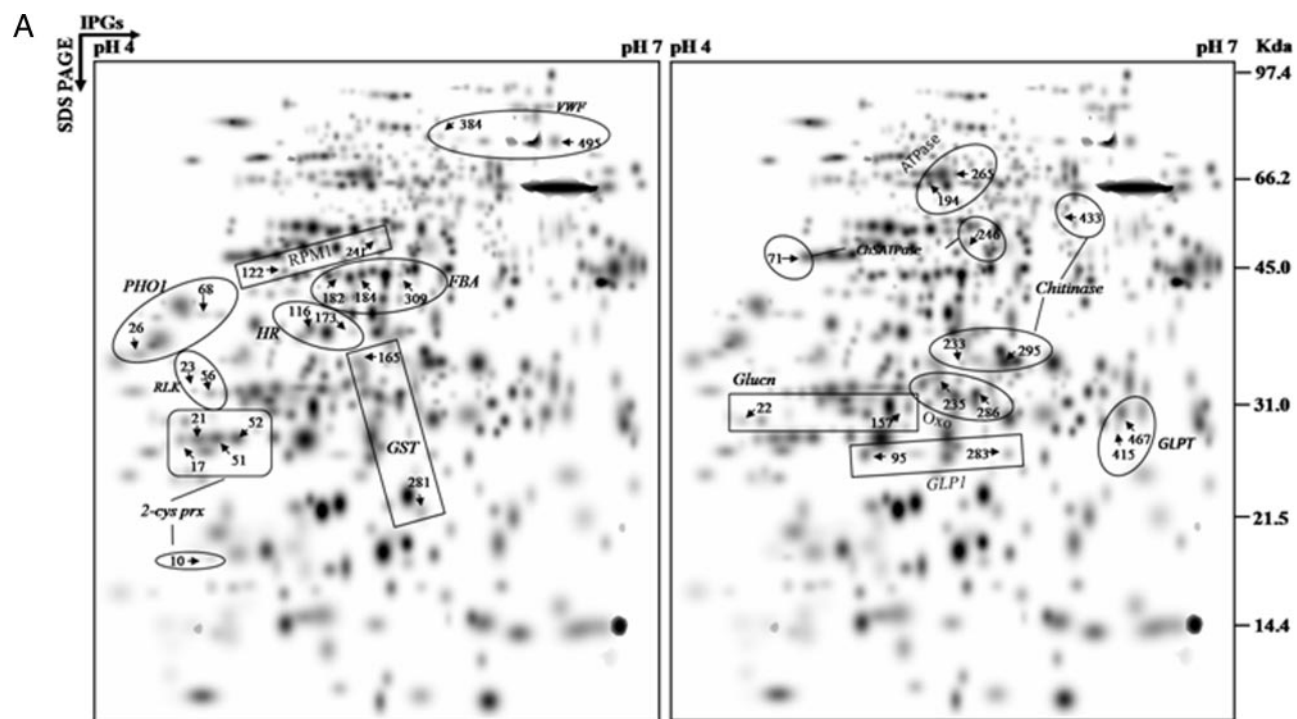 A
IPGs
SDS PAGE
pH 4
pH 7
pH 4
pH 7
Kda
97.4
66.2
45.0
31.0
21.5
14.4
VWF
384
495
RPM1
241
122
FBA
182
184
309
PHO1
68
26
HR
116
173
165
RLK
23
56
21
52
17
51
GST
281
2-cys prx
10
ATPase
265
194
433
ChSATPase
246
71
Chitinase
233
295
Glucn
22
157
235
286
Oxo
467
415
GLPT
95
283
GLP1